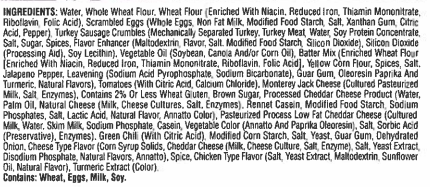 INGREDIENTS: Water, Whole Wheat Flour, Wheat Flour (Enriched With Niacin, Reduced Iron, Thiamin Mononitrate,
Riboflavin, Folic Acid), Scrambled Eggs (Whole Eggs, Non Fat Milk, Modified Food Starch, Salt, Xanthan Gum, Citric
Acid, Pepper), Turkey Sausage Crumbles (Mechanically Separated Turkey, Turkey Meat, Water, Soy Protein Concentrate,
Salt, Sugar, Spices, Flavor Enhancer (Maltodextrin, Flavor, Salt, Modified Food Starch, Silicon Dioxide), Silicon Dioxide
(Processing Aid), Soy Lecithin), Vegetable Oil (Soybean, Canola And/or Corn Oil), Batter Mix (Enriched Wheat Flour
[Enriched With Niacin, Reduced Iron, Thiamin Mononitrate, Riboflavin, Folic Acid], Yellow Corn Flour, Spices, Salt,
Jalapeno Pepper, Leavening (Sodium Acid Pyrophosphate, Sodium Bicarbonate), Guar Gum, Oleoresin Paprika And
Turmeric, Natural Flavors), Tomatoes (With Citric Acid, Calcium Chloride), Monterey Jack Cheese (Cultured Pasteurized
Milk, Salt, Enzymes), Contains 2% Or Less Wheat Gluten, Brown Sugar, Processed Cheddar Cheese Product (Water,
Palm Oil, Natural Cheese (Milk, Cheese Cultures, Salt, Enzymes), Rennet Casein, Modified Food Starch, Sodium
Phosphates, Salt, Lactic Acid, Natural Flavor, Annatto Color), Pasteurized Process Low Fat Cheddar Cheese (Cultured
Milk, Water, Skim Milk, Sodium Phosphate, Casein, Vegetable Color (Annatto And Paprika Oleoresin), Salt, Sorbic Acid
(Preservative), Enzymes), Green Chili (With Citric Acid), Modified Corn Starch, Salt, Yeast, Guar Gum, Dehydrated
Onion, Cheese Type Flavor (Corn Syrup Solids, Cheddar Cheese (Milk, Cheese Culture, Salt, Enzyme), Salt, Yeast Extract,
Disodium Phosphate, Natural Flavors, Annatto), Spice, Chicken Type Flavor (Salt, Yeast Extract, Maltodextrin, Sunflower
Oil, Natural Flavor), Turmeric Extract (Color).
Contains: Wheat, Eggs, Milk, Soy.